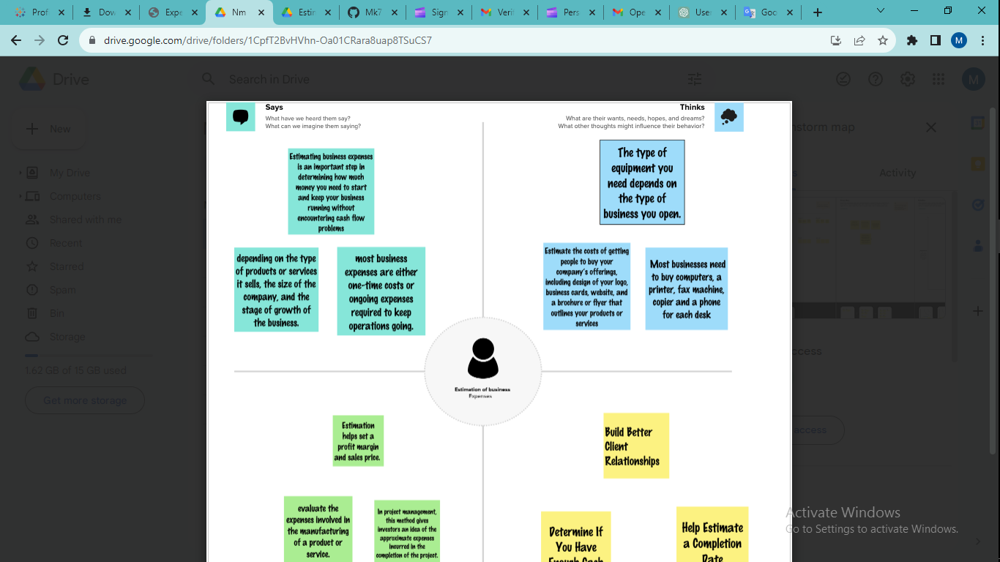 Prof
Dow
Expe
Nm
Estin
Mk7
Sign
Veri
Pers
Ope
User
Goo
drive.google.com/drive/folders/1CpfT2BvHVhn-Oa01CRara8uap8TSuCS7
M
Drive
Search in Drive
M
New
My Drive
Computers
Shared with me
Recent
Starred
Spam
Bin
Storage
1.62 GB of 15 GB used
Get more storage
Says
What have we heard them say?
What can we imagine them saying?
Thinks
What are their wants, needs, hopes, and dreams?
What other thoughts might influence their behavior?
Estimating business expenses
is an important step in
determining how much
money you need to start
and keep your business
running without
encountering cash flow
problems
depending on the type
of products or services
it sells, the size of the
company, and the
stage of growth of
the business.
most business
expenses are either
one-time costs or
ongoing expenses
required to keep
operations going.
The type of
equipment you
need depends on
the type of
business you open.
Estimate the costs of getting
people to buy your
company's offerings,
including design of your logo,
business cards, website, and
a brochure or flyer that
outlines your products or
services
Most businesses need
to buy computers, a
printer, fax machine,
copier and a phone
for each desk
Estimation of business
Expenses
Estimation
helps set a
profit margin
and sales price.
evaluate the
expenses involved in
the manufacturing
of a product or
service.
In project management,
this method gives
investors an idea of the
approximate expenses
incurred in the
completion of the project.
Build Better
Client
Relationships
Determine If
You Have
Enough Cash
Help Estimate
a Completion
Date
nstorm map
Activity
ccess
access
Activate Windows
Go to Settings to activate Windows.